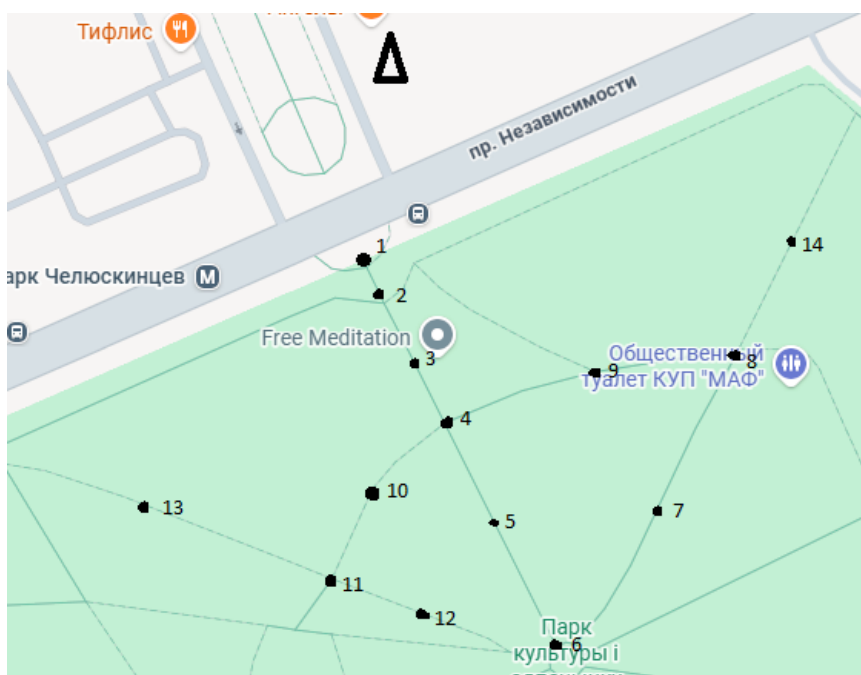 Тифлис
пр. Независимости
1
14
арк Челюскинцев M
2
Free Meditation
3
Общественный
туалет КУП "МАФ"
8
9
4
10
13
5
7
11
12
Парк
6
культуры і